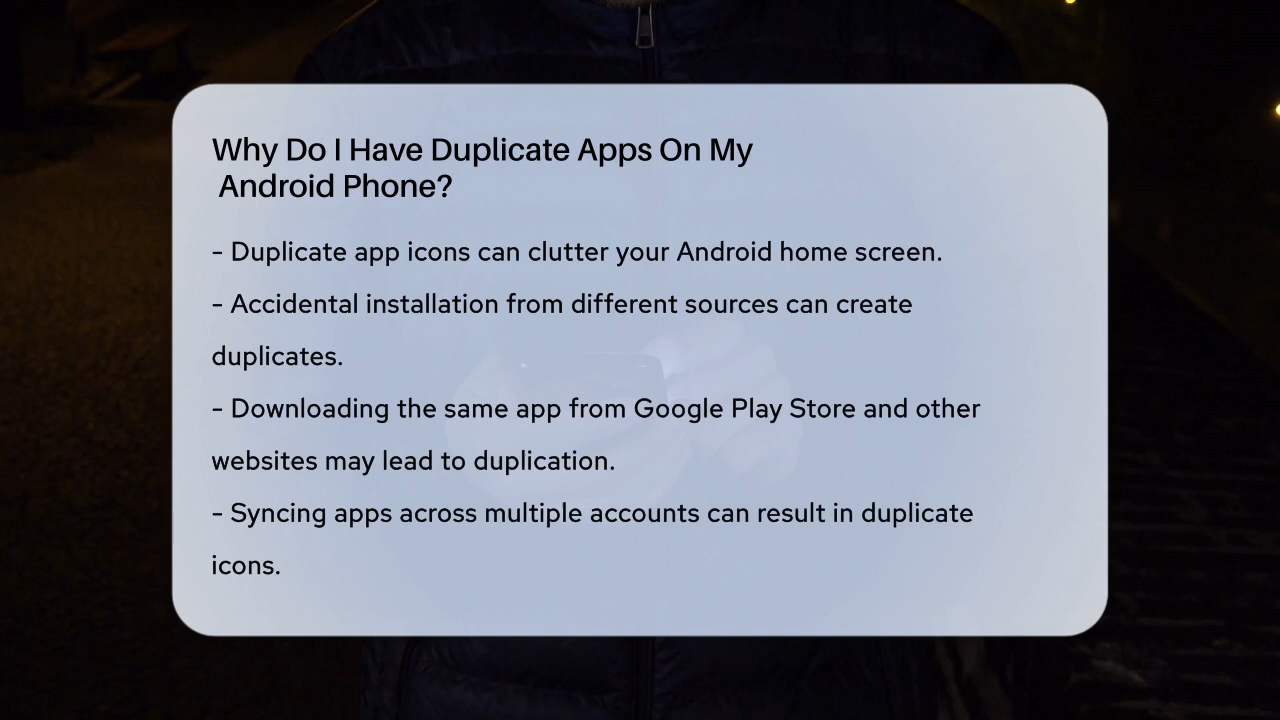 Why Do I Have Duplicate Apps On My
Android Phone?
- Duplicate app icons can clutter your Android home screen.
- Accidental installation from different sources can create
duplicates.
- Downloading the same app from Google Play Store and other
websites may lead to duplication.
- Syncing apps across multiple accounts can result in duplicate
icons.